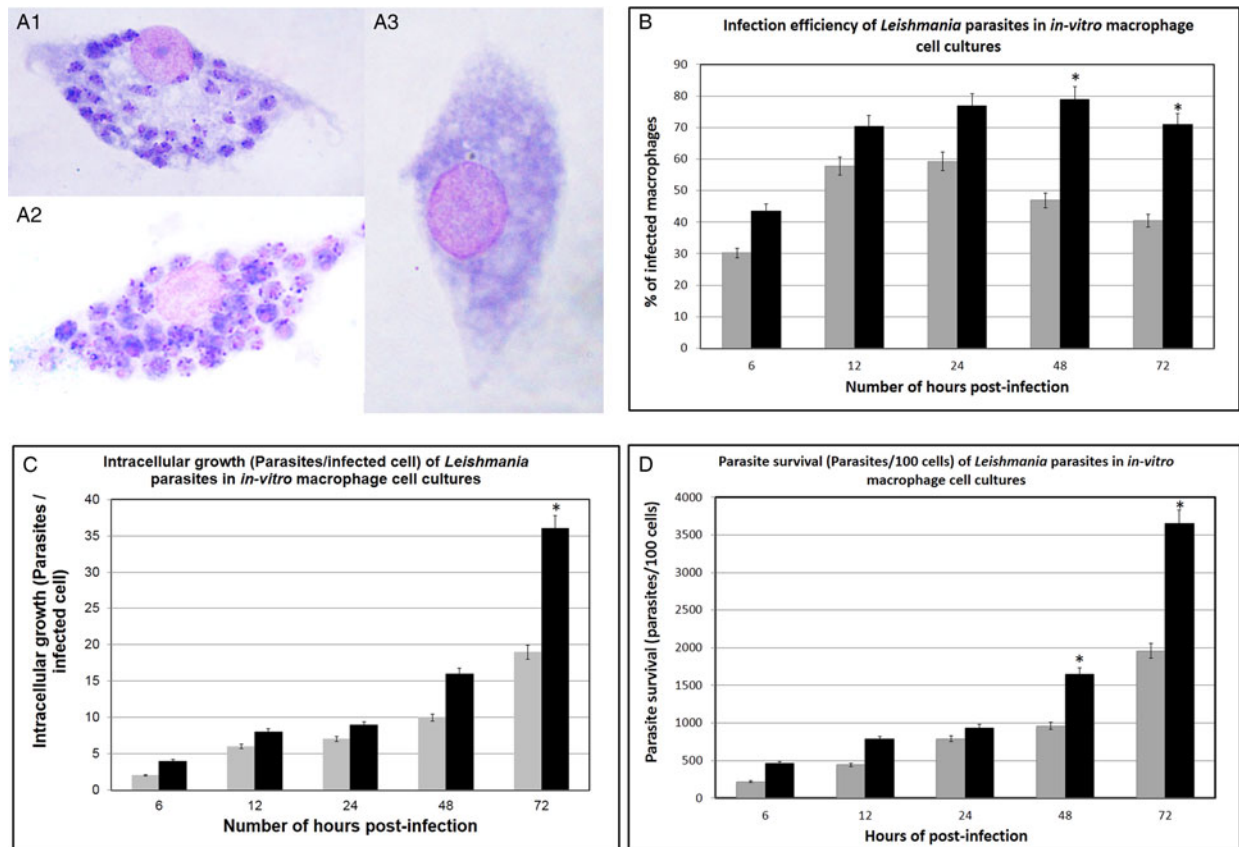 A1
A2
A3
B
Infection efficiency of Leishmania parasites in in-vitro macrophage
cell cultures
% of infected macrophages
90
80
70
60
50
40
30
20
10
0
*
*
6 12 24 48 72
Number of hours post-infection
C
Intracellular growth (Parasites/infected cell) of Leishmania
parasites in in-vitro macrophage cell cultures
Intracellular growth (Parasites /
infected cell)
40
35
30
25
20
15
10
5
0
*
6 12 24 48 72
Number of hours post-infection
D
Parasite survival (Parasites/100 cells) of Leishmania parasites in in-vitro
macrophage cell cultures
Parasite survival (parasites/100 cells)
4000
3500
3000
2500
2000
1500
1000
500
0
*
*
6 12 24 48 72
Hours of post-infection